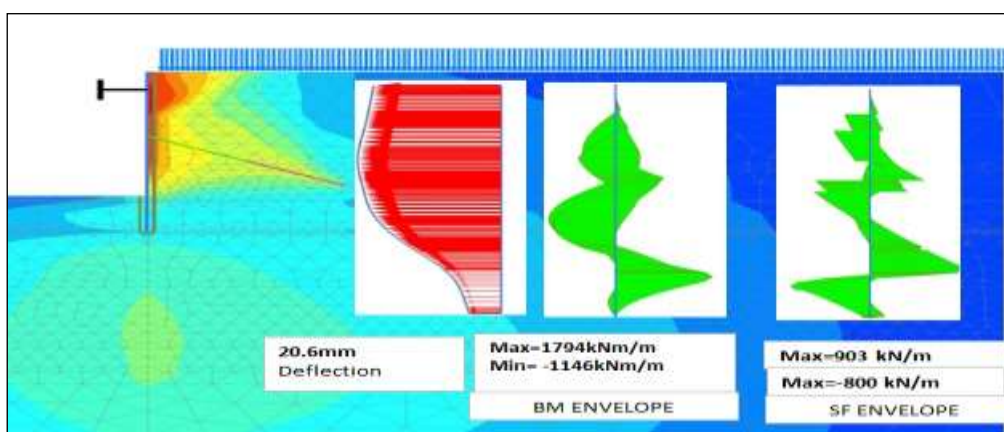 20.6mm
Deflection
Max=1794kNm/m
Min= -1146kNm/m
BM ENVELOPE
Max=903 kN/m
Max=-800 kN/m
SF ENVELOPE